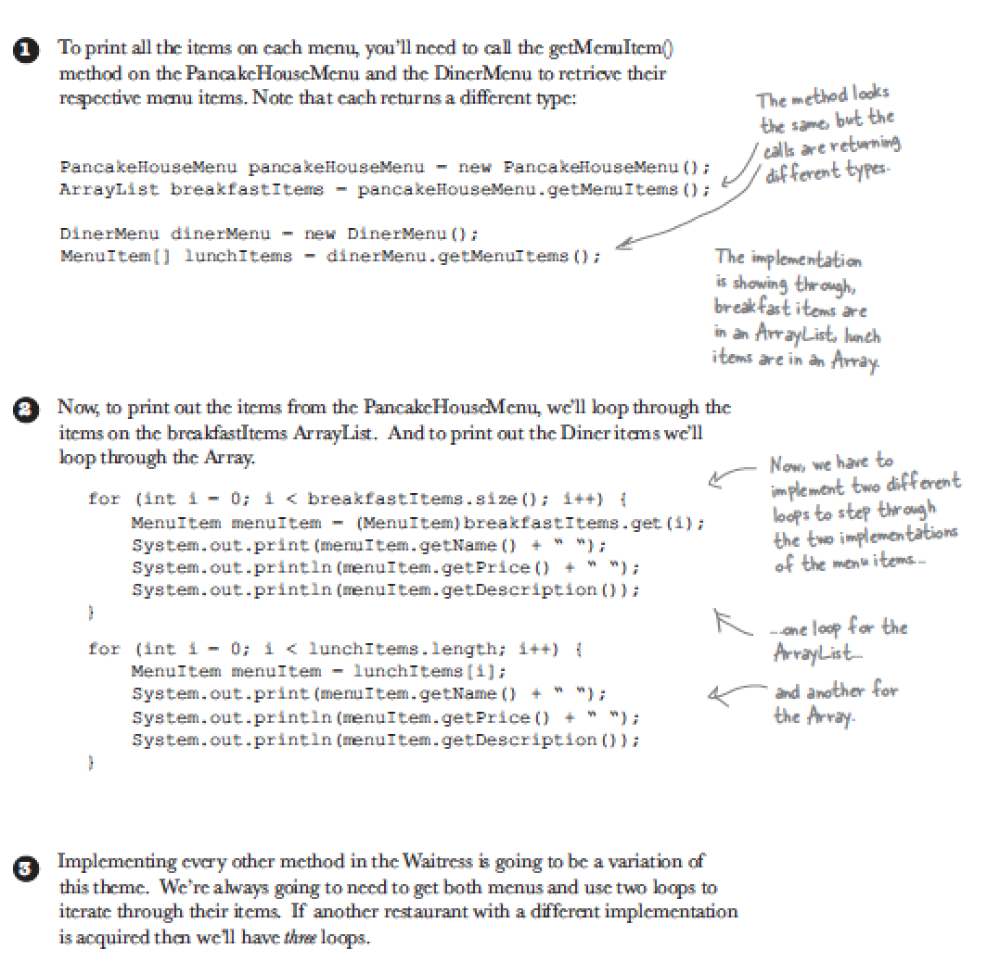 1 To print all the items on each menu, you'll need to call the getMenuItem()
method on the PancakeHouseMenu and the DinerMenu to retrieve their
respective menu items. Note that each returns a different type:
The method looks
the same, but the
calls are returning
different types.
PancakeHouseMenu pancakeHouseMenu = new PancakeHouseMenu();
ArrayList breakfastItems = pancakeHouseMenu.getMenuItems();
DinerMenu dinerMenu = new DinerMenu();
MenuItem[] lunchItems = dinerMenu.getMenuItems();
The implementation
is showing through,
breakfast items are
in an ArrayList, lunch
items are in an Array.
2 Now, to print out the items from the PancakeHouseMenu, we'll loop through the
items on the breakfastItems ArrayList. And to print out the Diner items we'll
loop through the Array.
Now, we have to
implement two different
loops to step through
the two implementations
of the menu items...
for (int i = 0; i < breakfastItems.size(); i++) {
MenuItem menuItem = (MenuItem)breakfastItems.get(i);
System.out.print(menuItem.getName() + " ");
System.out.println(menuItem.getPrice() + " ");
System.out.println(menuItem.getDescription());
}
...one loop for the
ArrayList...
for (int i = 0; i < lunchItems.length; i++) {
MenuItem menuItem = lunchItems[i];
System.out.print(menuItem.getName() + " ");
System.out.println(menuItem.getPrice() + " ");
System.out.println(menuItem.getDescription());
}
and another for
the Array.
3 Implementing every other method in the Waitress is going to be a variation of
this theme. We're always going to need to get both menus and use two loops to
iterate through their items. If another restaurant with a different implementation
is acquired then we'll have three loops.